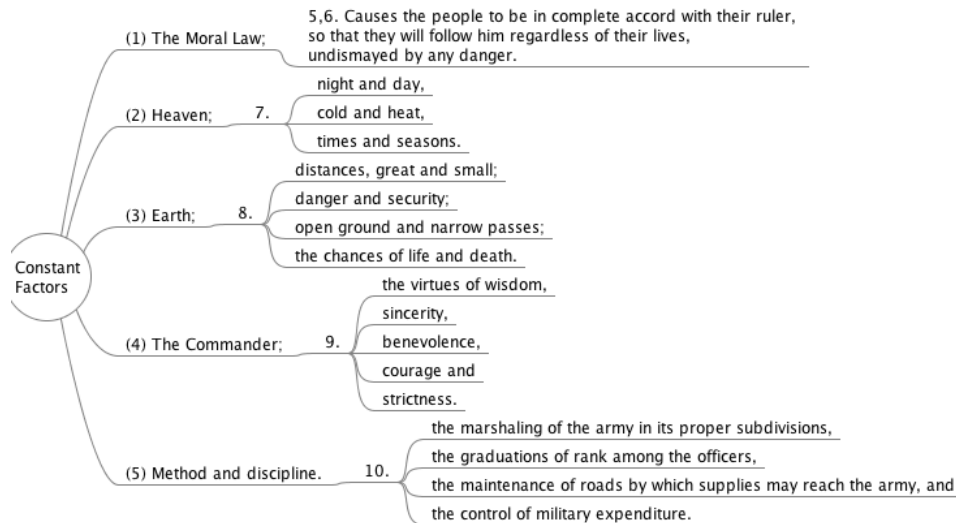 Constant
Factors
(1) The Moral Law;
5,6. Causes the people to be in complete accord with their ruler,
so that they will follow him regardless of their lives,
undismayed by any danger.
(2) Heaven;
7.
night and day,
cold and heat,
times and seasons.
(3) Earth;
8.
distances, great and small;
danger and security;
open ground and narrow passes;
the chances of life and death.
(4) The Commander;
9.
the virtues of wisdom,
sincerity,
benevolence,
courage and
strictness.
(5) Method and discipline.
10.
the marshaling of the army in its proper subdivisions,
the graduations of rank among the officers,
the maintenance of roads by which supplies may reach the army, and
the control of military expenditure.